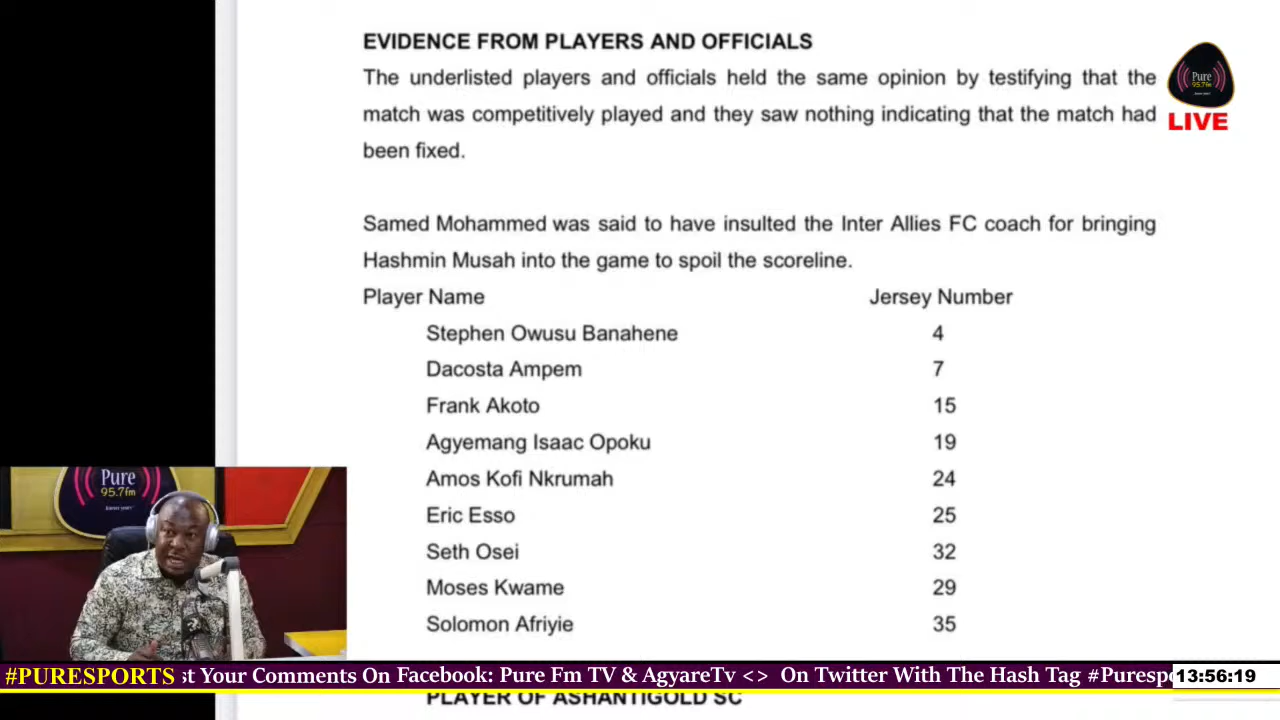 EVIDENCE FROM PLAYERS AND OFFICIALS
The underlisted players and officials held the same opinion by testifying that the
match was competitively played and they saw nothing indicating that the match had
been fixed.
Samed Mohammed was said to have insulted the Inter Allies FC coach for bringing
Hashmin Musah into the game to spoil the scoreline.
Player Name Jersey Number
Stephen Owusu Banahene 4
Dacosta Ampem 7
Frank Akoto 15
Agyemang Isaac Opoku 19
Amos Kofi Nkrumah 24
Eric Esso 25
Seth Osei 32
Moses Kwame 29
Solomon Afriyie 35
Pure
95.7fm
LIVE
Pure
95.7fm
#PURESPORTS st Your Comments On Facebook: Pure Fm TV & AgyareTv <> On Twitter With The Hash Tag #Purespo 13:56:19
PLAYER OF ASHANTIGOLD SC